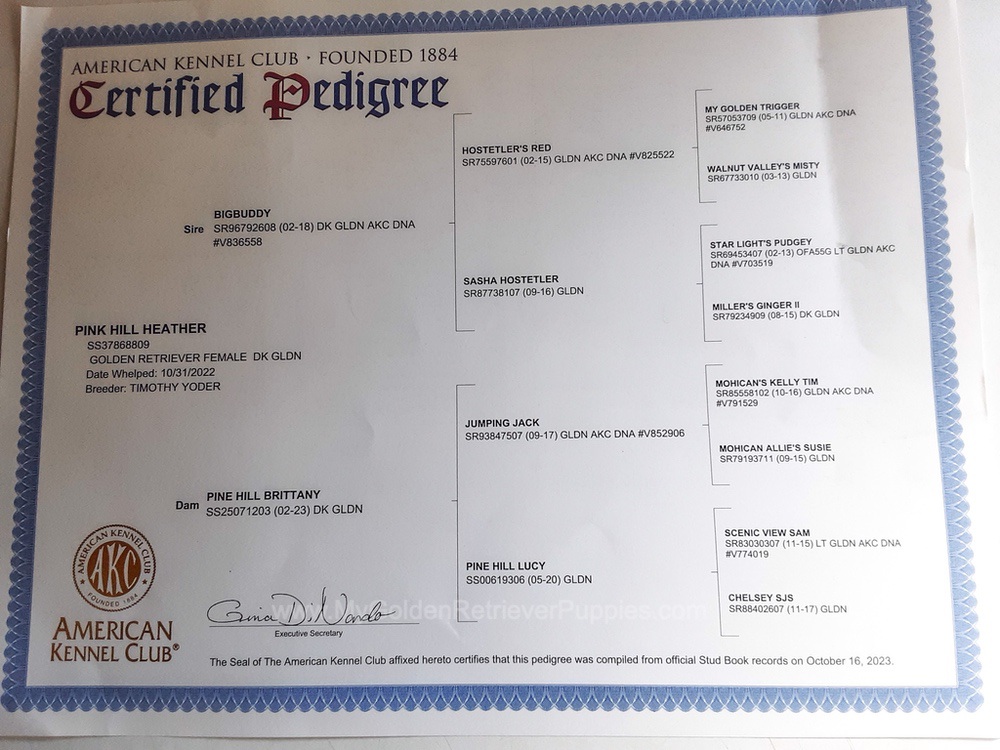 AMERICAN KENNEL CLUB · FOUNDED 1884
Certified Pedigree
MY GOLDEN TRIGGER
SR57053709 (05-11) GLDN AKC DNA
#V646752
HOSTETLER'S RED
SR75597601 (02-15) GLDN AKC DNA #V825522
WALNUT VALLEY'S MISTY
SR67733010 (03-13) GLDN
Sire
BIGBUDDY
SR96792608 (02-18) DK GLDN AKC DNA
#V836558
STAR LIGHT'S PUDGEY
SR69453407 (02-13) OFA55G LT GLDN AKC
DNA #V703519
SASHA HOSTETLER
SR87738107 (09-16) GLDN
MILLER'S GINGER II
SR79234909 (08-15) DK GLDN
PINK HILL HEATHER
SS37868809
GOLDEN RETRIEVER FEMALE DK GLDN
Date Whelped: 10/31/2022
Breeder: TIMOTHY YODER
MOHICAN'S KELLY TIM
SR85558102 (10-16) GLDN AKC DNA
#V791529
JUMPING JACK
SR93847507 (09-17) GLDN AKC DNA #V852906
MOHICAN ALLIE'S SUSIE
SR79193711 (09-15) GLDN
Dam
PINE HILL BRITTANY
SS25071203 (02-23) DK GLDN
SCENIC VIEW SAM
SR83030307 (11-15) LT GLDN AKC DNA
#V774019
PINE HILL LUCY
SS00619306 (05-20) GLDN
CHELSEY SJS
SR88402607 (11-17) GLDN
AMERICAN KENNEL CLUB
AKC
FOUNDED 1884
AMERICAN
KENNEL CLUB®
Gina DiNardo
www.MyGoldenRetrieverPuppies.com
Executive Secretary
The Seal of The American Kennel Club affixed hereto certifies that this pedigree was compiled from official Stud Book records on October 16, 2023.